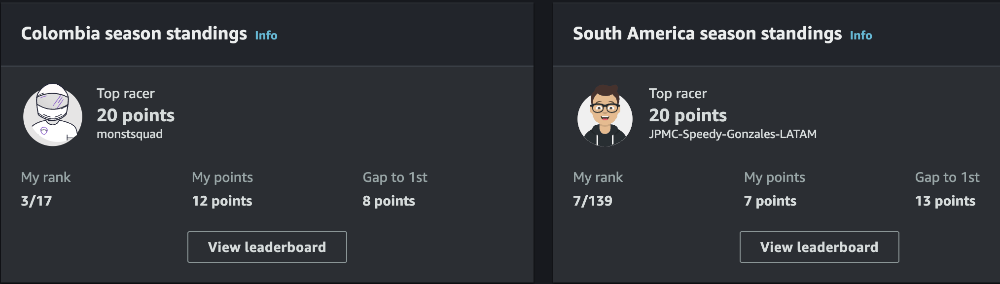 Colombia season standings Info
Top racer
20 points
monstsquad
My rank My points Gap to 1st
3/17 12 points 8 points
View leaderboard
South America season standings Info
Top racer
20 points
JPMC-Speedy-Gonzales-LATAM
My rank My points Gap to 1st
7/139 7 points 13 points
View leaderboard